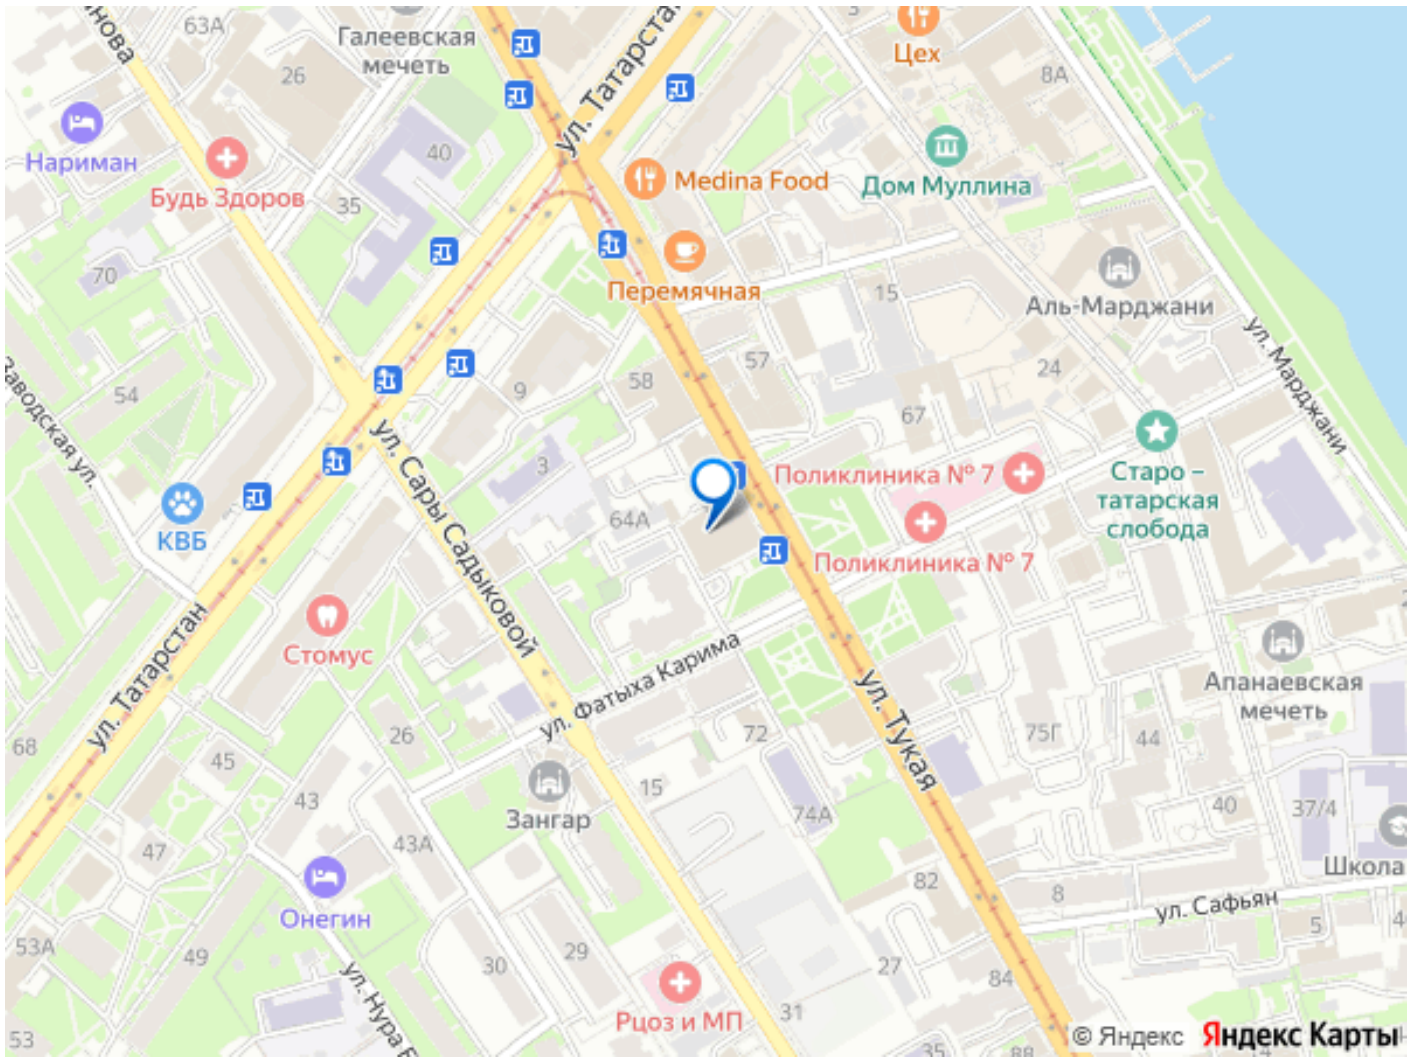 63А
Галеевская
мечеть
ул. Татарстан
Цех
8А
26
Нариман
40
Будь Здоров
35
Medina Food
Дом Муллина
70
Перемячная
15
Аль-Марджани
ул. Марджани
54
9
58
57
24
67
Заводская ул.
ул. Сары Садыковой
3
Поликлиника № 7
Старо –
татарская
слобода
64А
КВБ
Поликлиника № 7
Стомус
ул. Татарстан
ул. Фатыха Карима
ул. Тукая
Апанаевская
мечеть
68
45
26
72
75Г
44
43
Зангар
15
74А
40
37/4
47
43А
Школа
Онегин
82
8
ул. Сафьян
5
53А
49
30
29
27
84
Рцоз и МП
31
53
35
88
© Яндекс
Яндекс Карты